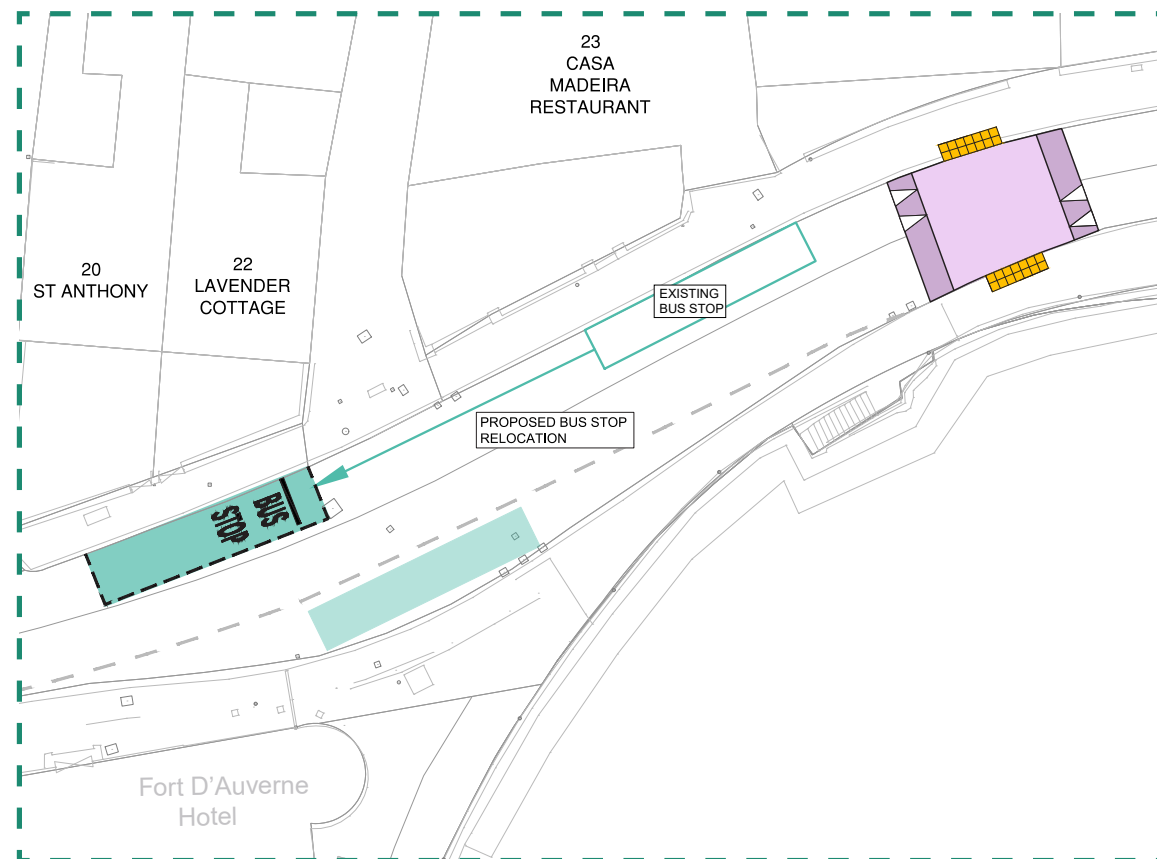 23
CASA
MADEIRA
RESTAURANT
20
ST ANTHONY
22
LAVENDER
COTTAGE
EXISTING
BUS STOP
PROPOSED BUS STOP
RELOCATION
BUS
STOP
Fort D'Auverne
Hotel